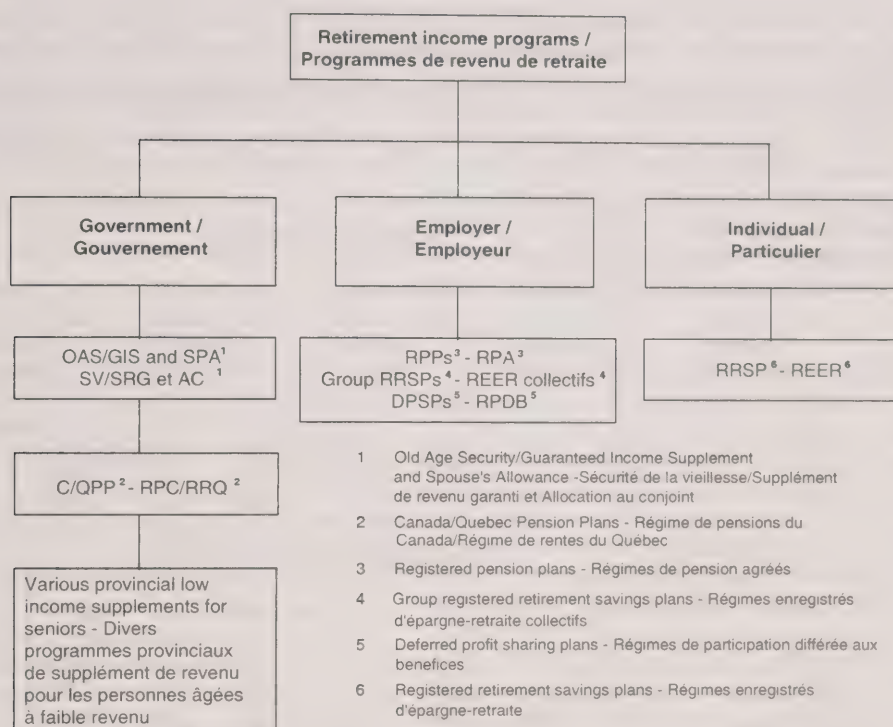 Retirement income programs /
Programmes de revenu de retraite
Government /
Gouvernement
Employer /
Employeur
Individual /
Particulier
OAS/GIS and SPA¹
SV/SRG et AC ¹
RPPs³ - RPA³
Group RRSPs⁴ - REER collectifs ⁴
DPSPs⁵ - RPDB⁵
RRSP⁶ - REER⁶
C/QPP² - RPC/RRQ²
Various provincial low
income supplements for
seniors - Divers
programmes provinciaux
de supplément de revenu
pour les personnes âgées
à faible revenu
1 Old Age Security/Guaranteed Income Supplement
and Spouse's Allowance -Sécurité de la vieillesse/Supplément
de revenu garanti et Allocation au conjoint
2 Canada/Quebec Pension Plans - Régime de pensions du
Canada/Régime de rentes du Québec
3 Registered pension plans - Régimes de pension agréés
4 Group registered retirement savings plans - Régimes enregistrés
d'épargne-retraite collectifs
5 Deferred profit sharing plans - Régimes de participation différée aux
benefices
6 Registered retirement savings plans - Régimes enregistrés
d'épargne-retraite